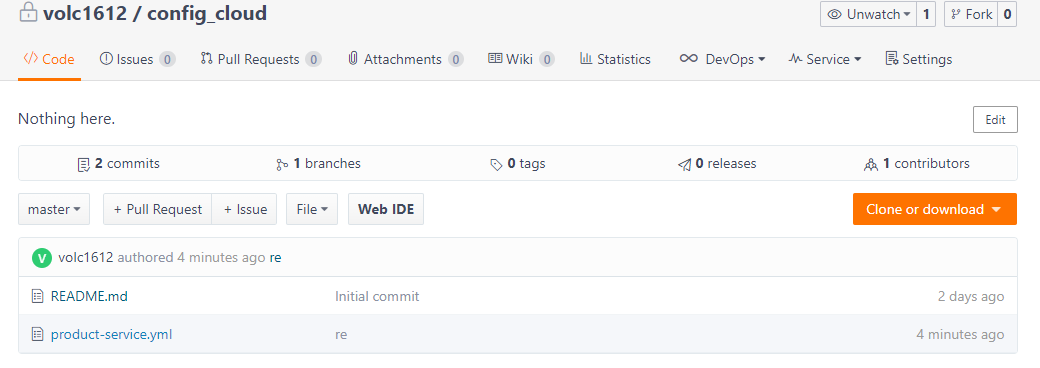 volc1612 / config_cloud Unwatch 1 Fork 0
Code Issues 0 Pull Requests 0 Attachments 0 Wiki 0 Statistics DevOps Service Settings
Nothing here. Edit
2 commits 1 branches 0 tags 0 releases 1 contributors
master + Pull Request + Issue File Web IDE Clone or download
V volc1612 authored 4 minutes ago re
README.md Initial commit 2 days ago
product-service.yml re 4 minutes ago